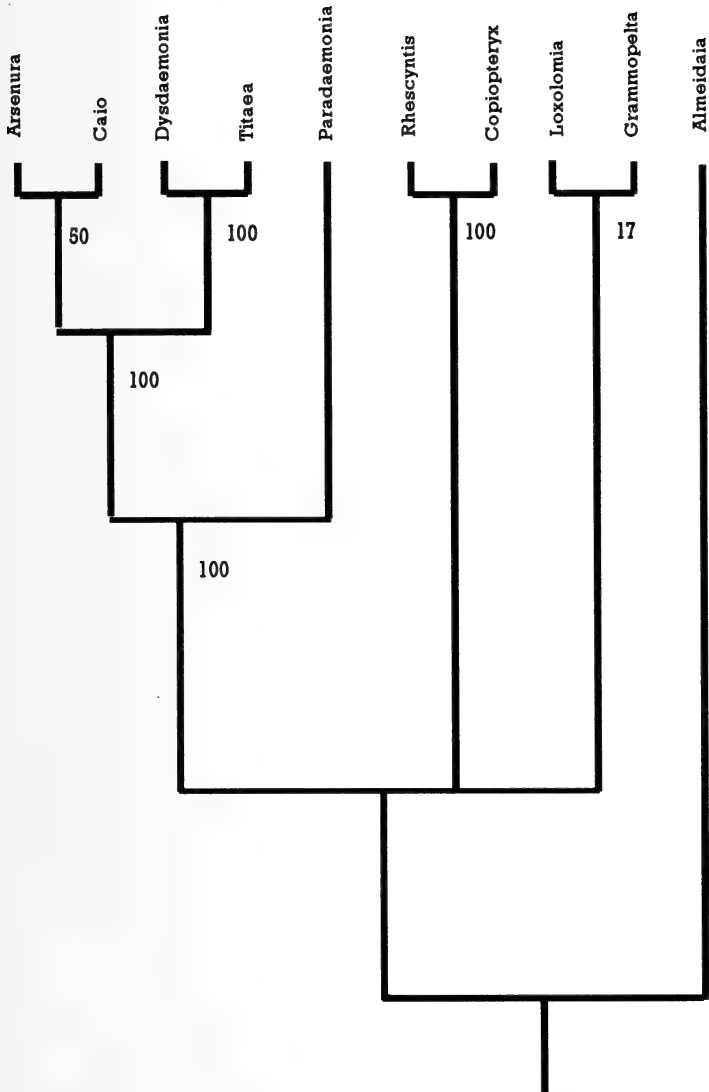 Arsenura
Caio
Dysdaemonia
Titaea
Paradaemonia
Rhescyntis
Copiopteryx
Loxolomia
Grammopelta
Almeidaia
50
100
100
17
100
100